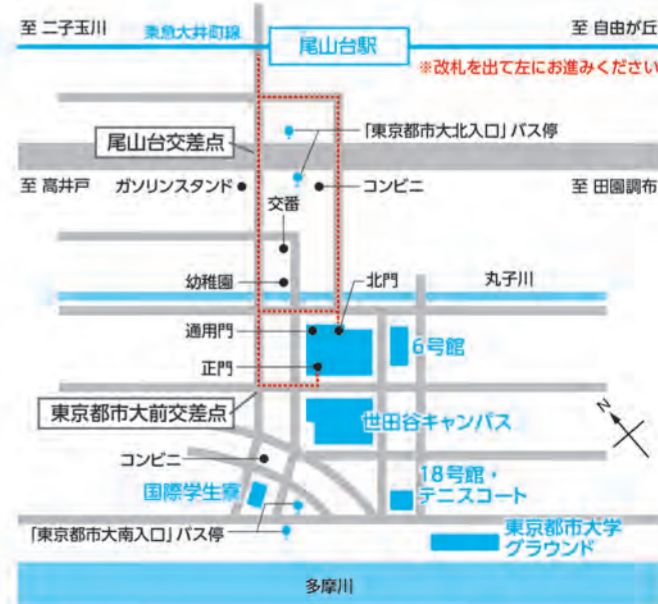 至 二子玉川
東急大井町線
尾山台駅
至 自由が丘
※改札を出て左にお進みください
「東京都市大北入口」バス停
尾山台交差点
至 高井戸
ガソリンスタンド
コンビニ
至 田園調布
交番
幼稚園
北門
丸子川
通用門
6号館
正門
東京都市大前交差点
世田谷キャンパス
N
コンビニ
18号館・
テニスコート
国際学生寮
「東京都市大南入口」バス停
東京都市大学
グラウンド
多摩川